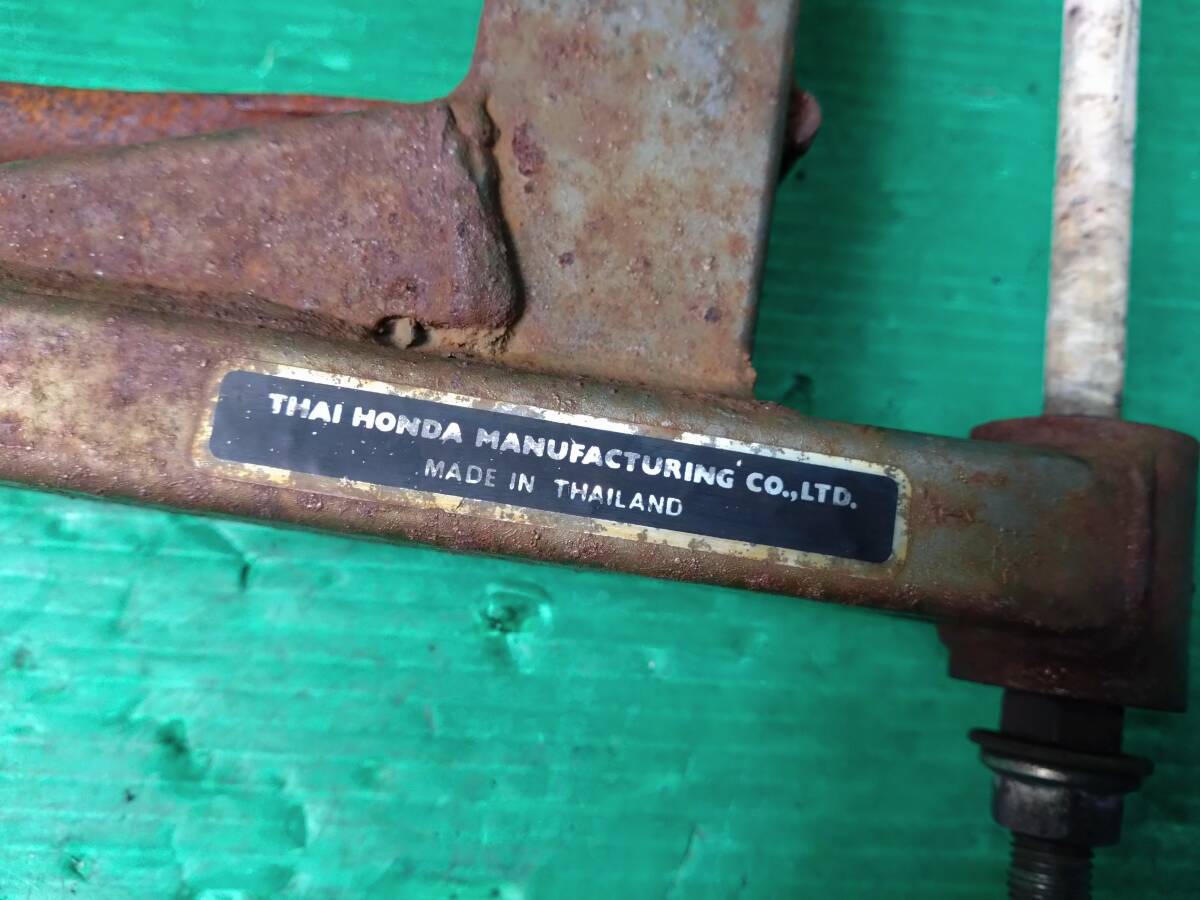 THAI HONDA MANUFACTURING CO.,LTD.
MADE IN THAILAND